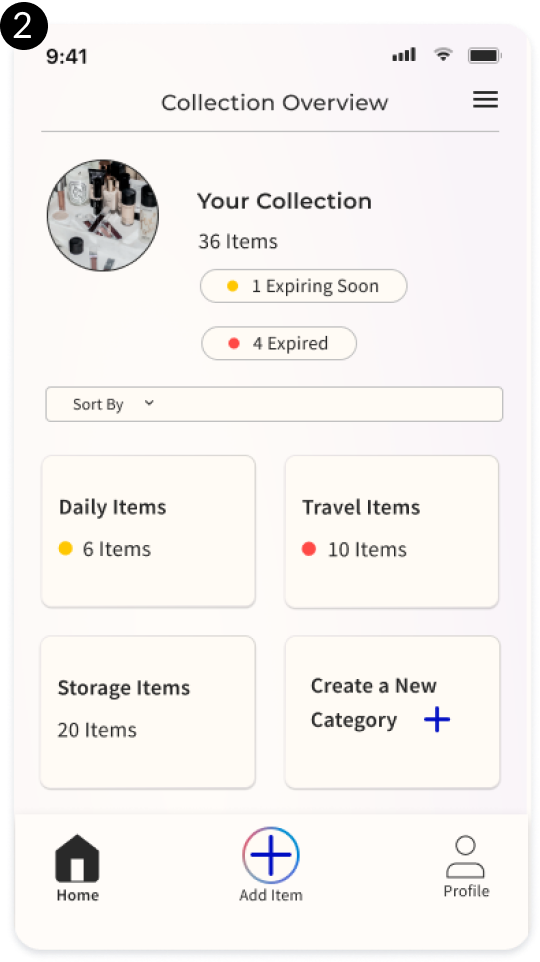 2
9:41
Collection Overview
Your Collection
36 Items
1 Expiring Soon
4 Expired
Sort By
Daily Items
6 Items
Travel Items
10 Items
Storage Items
20 Items
Create a New
Category
Home
Add Item
Profile